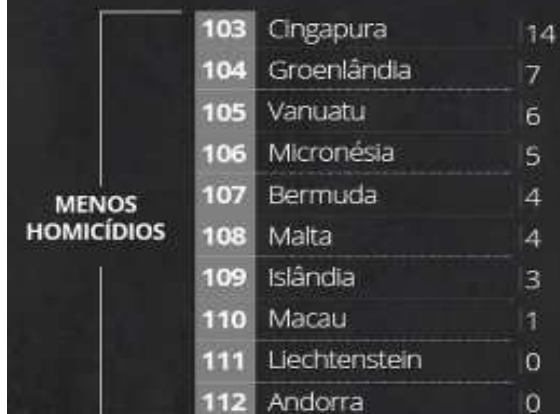 103 Cingapura 14
104 Groenlândia 7
105 Vanuatu 6
106 Micronésia 5
107 Bermuda 4
MENOS
HOMICÍDIOS
108 Malta 4
109 Islândia 3
110 Macau 1
111 Liechtenstein 0
112 Andorra 0